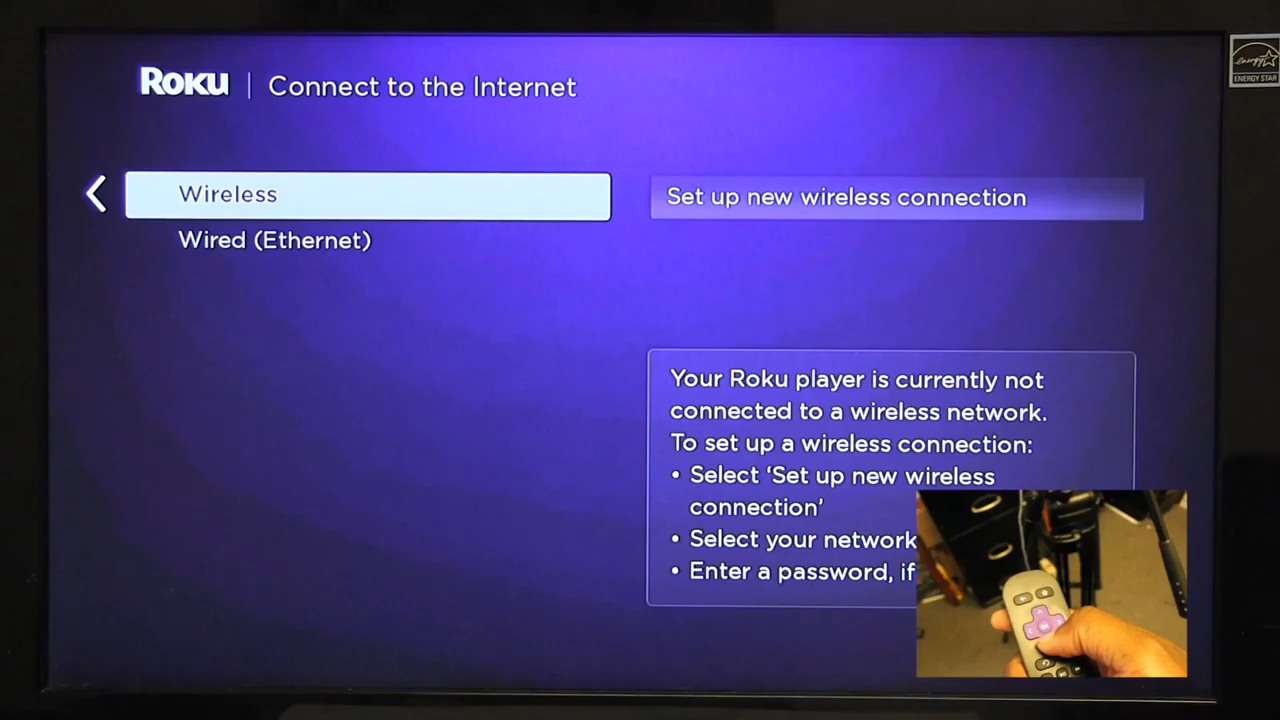 Roku | Connect to the Internet
Wireless
Wired (Ethernet)
Set up new wireless connection
Your Roku player is currently not
connected to a wireless network.
To set up a wireless connection:
• Select ‘Set up new wireless
connection’
• Select your network
• Enter a password, if
energy
ENERGY STAR
OK